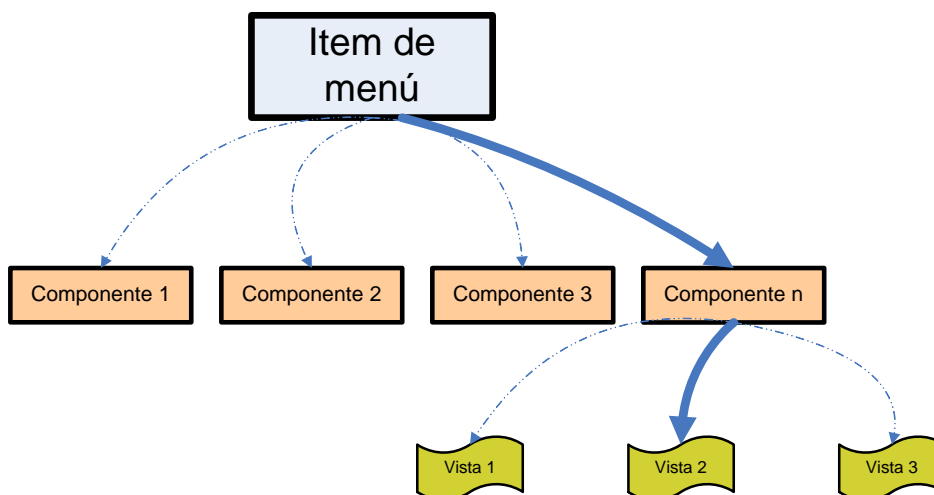 Item de
menú
Componente 1
Componente 2
Componente 3
Componente n
Vista 1
Vista 2
Vista 3